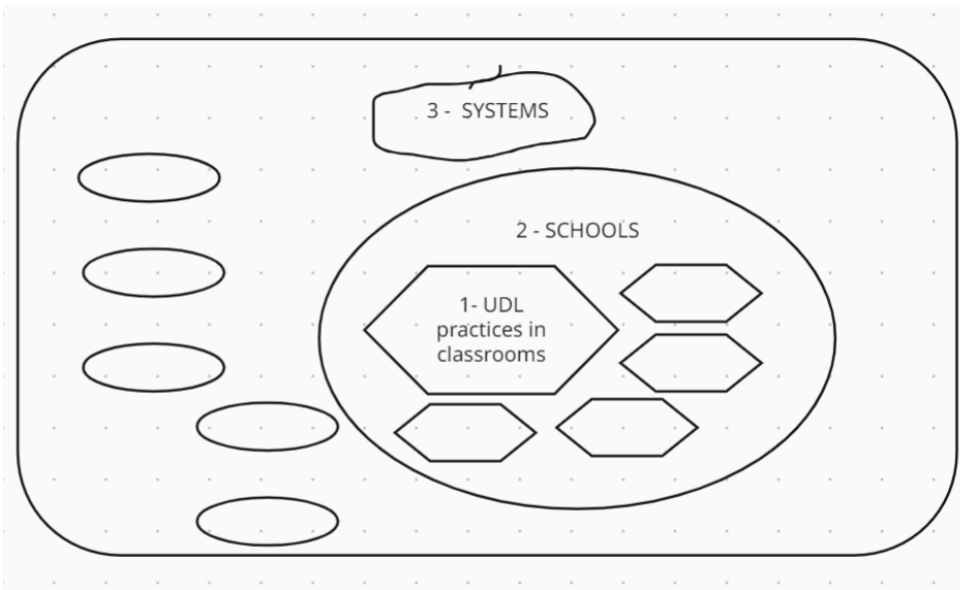 3 - SYSTEMS
2 - SCHOOLS
1- UDL
practices in
classrooms